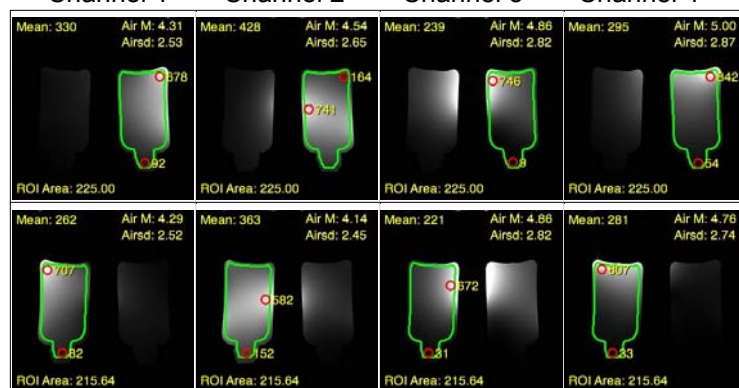 Channel 1 Channel 2 Channel 3 Channel 4
Mean: 330 Air M: 4.31 Mean: 428 Air M: 4.54 Mean: 239 Air M: 4.86 Mean: 295 Air M: 5.00
Airsd: 2.53 Airsd: 2.65 Airsd: 2.82 Airsd: 2.87
678 164 746 842
741
92 9 54
ROI Area: 225.00 ROI Area: 225.00 ROI Area: 225.00 ROI Area: 225.00
Mean: 262 Air M: 4.29 Mean: 363 Air M: 4.14 Mean: 221 Air M: 4.86 Mean: 281 Air M: 4.76
Airsd: 2.52 Airsd: 2.45 Airsd: 2.82 Airsd: 2.74
707 607
582 672
82 152 31 33
ROI Area: 215.64 ROI Area: 215.64 ROI Area: 215.64 ROI Area: 215.64